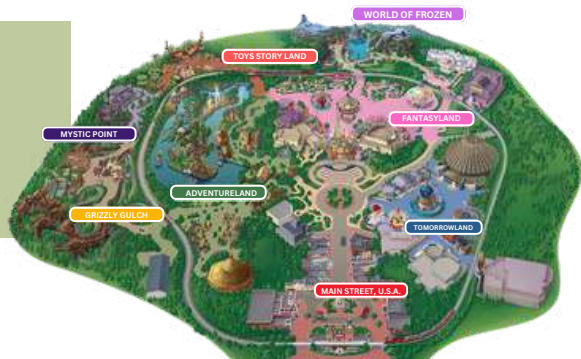 WORLD OF FROZEN
TOYS STORY LAND
FANTASYLAND
MYSTIC POINT
ADVENTURELAND
GRIZZLY GULCH
TOMORROWLAND
MAIN STREET, U.S.A.